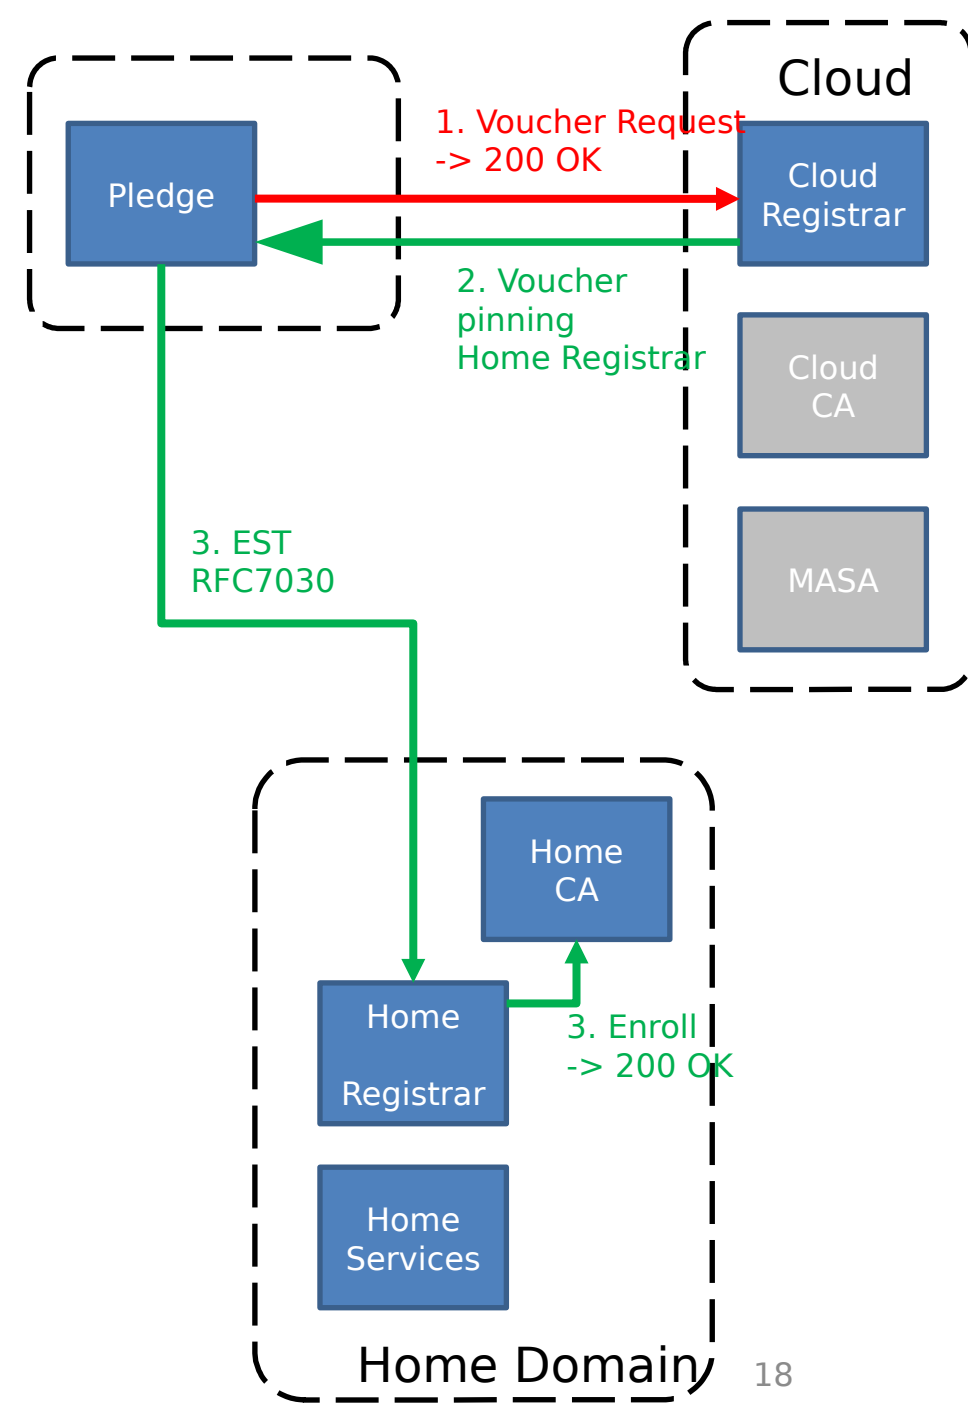 Cloud
1. Voucher Request
-> 200 OK
Pledge
Cloud
Registrar
2. Voucher
pinning
Home Registrar
Cloud
CA
3. EST
RFC7030
MASA
Home
CA
Home
Registrar
3. Enroll
-> 200 OK
Home
Services
Home Domain
18